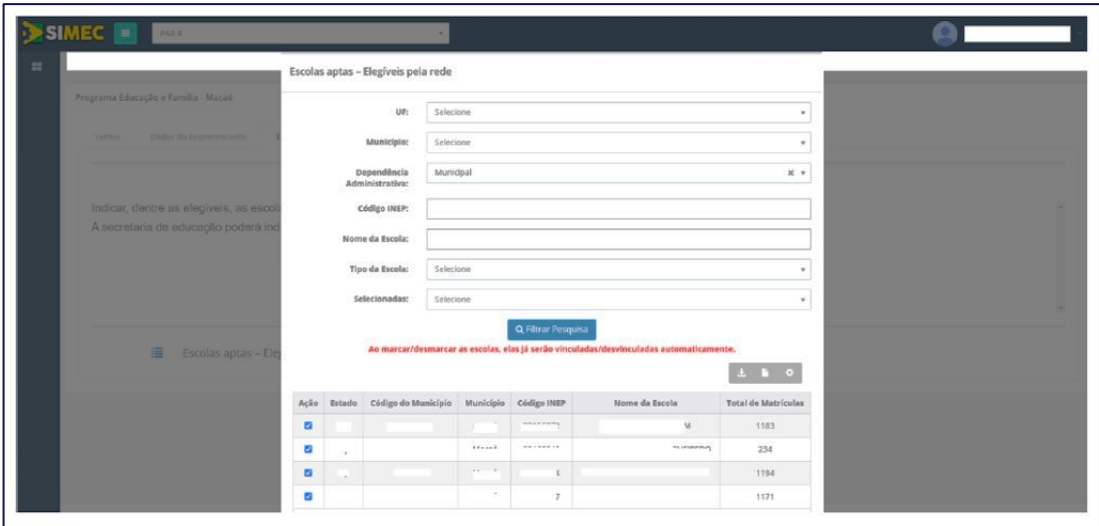 SIMEC
PAR 4
Escolas aptas – Elegíveis pela rede
Programa Educação e Família - Macaé
UF: Selecione
Termo Dados do Representante
Município: Selecione
Dependência Administrativa: Municipal
Indicar, dentre as elegíveis, as escola
A secretaria de educação poderá ind
Código INEP:
Nome da Escola:
Tipo da Escola: Selecione
Selecionadas: Selecione
Filtrar Pesquisa
Ao marcar/desmarcar as escolas, elas já serão vinculadas/desvinculadas automaticamente.
Escolas aptas – Ele
Ação Estado Código do Município Município Código INEP Nome da Escola Total de Matrículas
M 1183
234
1194
7 1171